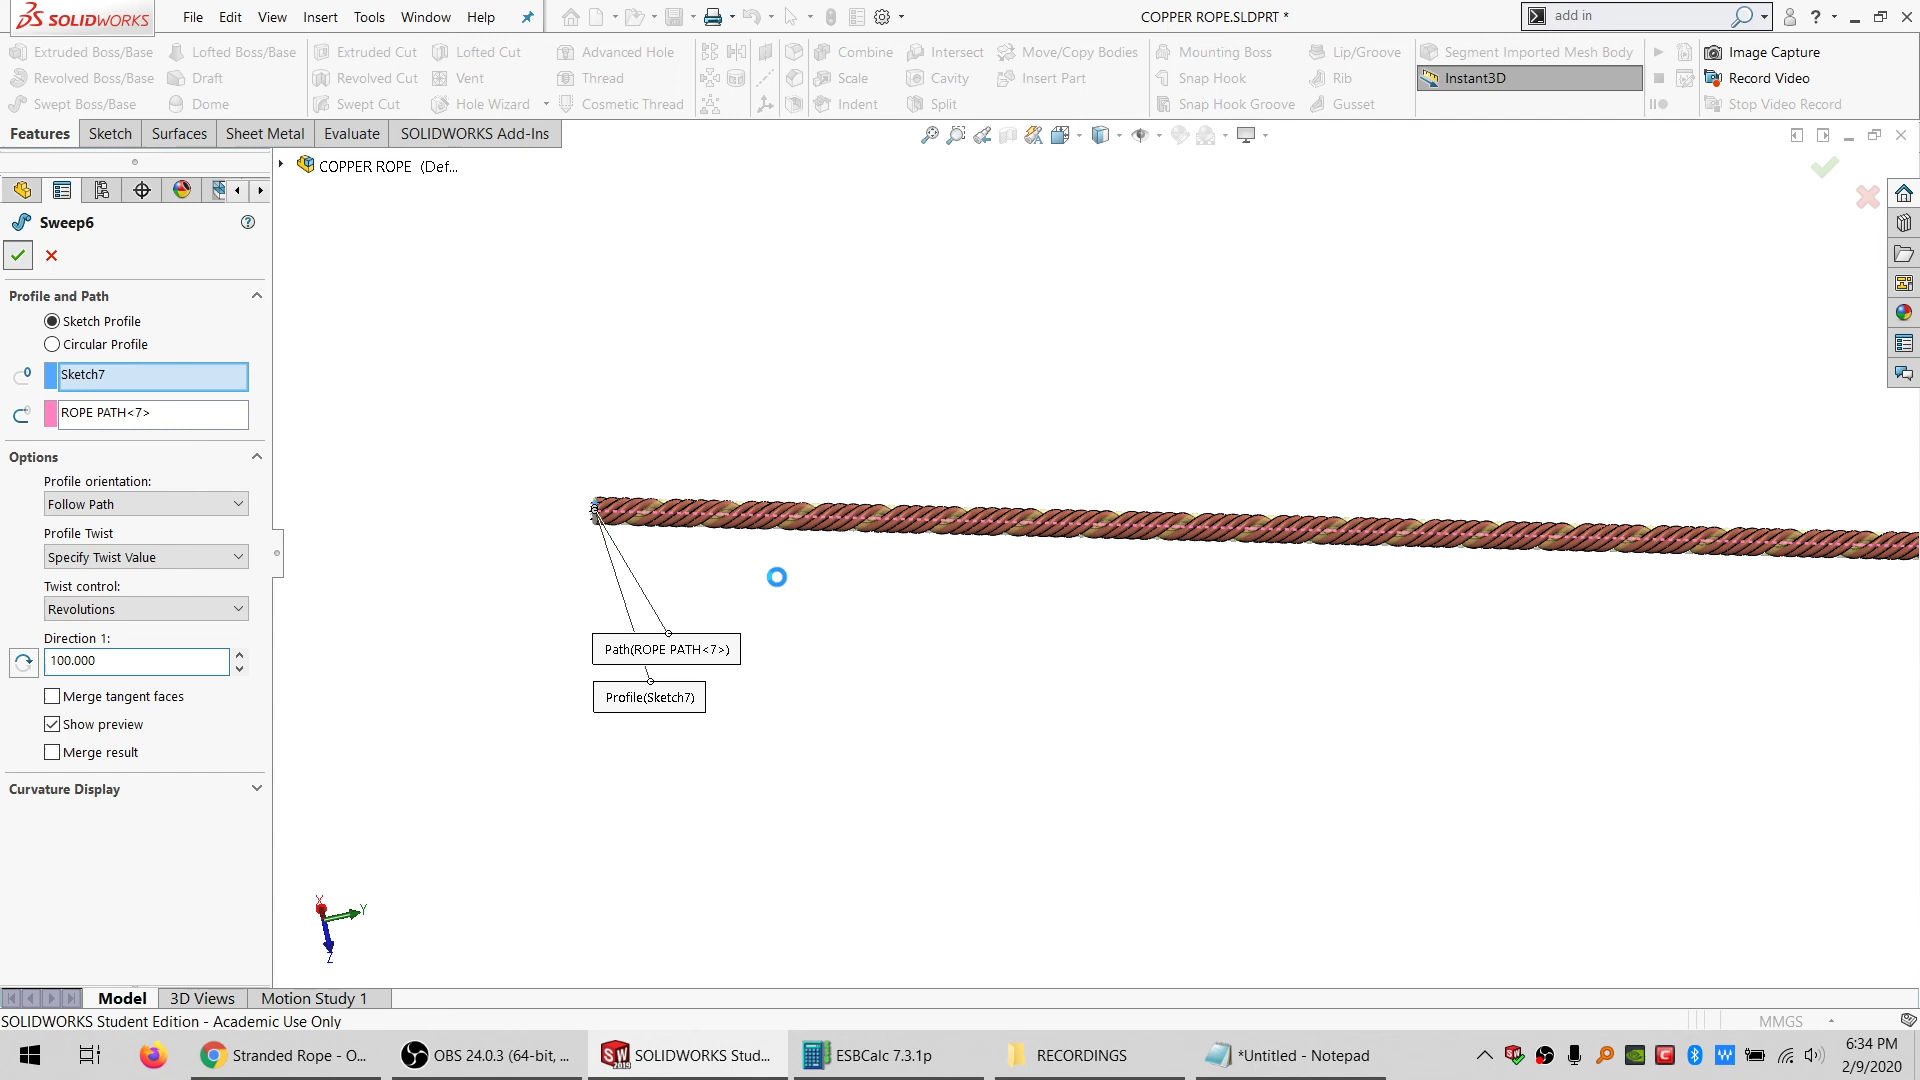 SOLIDWORKS File Edit View Insert Tools Window Help COPPER ROPE.SLDPRT * add in
Extruded Boss/Base Lofted Boss/Base Extruded Cut Lofted Cut Advanced Hole Combine Intersect Move/Copy Bodies Mounting Boss Lip/Groove Segment Imported Mesh Body Image Capture
Revolved Boss/Base Draft Revolved Cut Vent Thread Scale Cavity Insert Part Snap Hook Rib Instant3D Record Video
Swept Boss/Base Dome Swept Cut Hole Wizard Cosmetic Thread Indent Split Snap Hook Groove Gusset Stop Video Record
Features Sketch Surfaces Sheet Metal Evaluate SOLIDWORKS Add-Ins
COPPER ROPE (Def...
Sweep6
Profile and Path
Sketch Profile
Circular Profile
Sketch7
ROPE PATH<7>
Options
Profile orientation:
Follow Path
Profile Twist
Specify Twist Value
Twist control:
Revolutions
Direction 1:
100.000
Merge tangent faces
Show preview
Merge result
Curvature Display
Path(ROPE PATH<7>)
Profile(Sketch7)
X
Y
Z
Model 3D Views Motion Study 1
SOLIDWORKS Student Edition - Academic Use Only MMGS
Stranded Rope - O... OBS 24.0.3 (64-bit, ... SOLIDWORKS Stud... ESBCalc 7.3.1p RECORDINGS *Untitled - Notepad 6:34 PM
2/9/2020